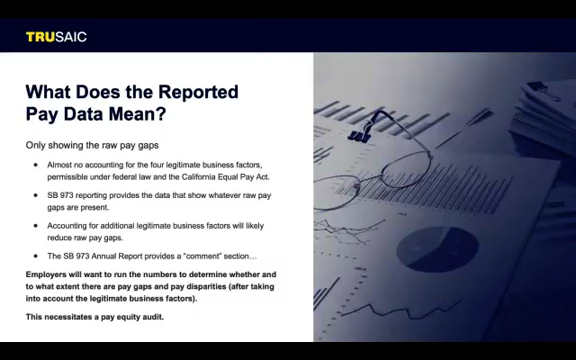 TRUSAIC
What Does the Reported
Pay Data Mean?
Only showing the raw pay gaps
● Almost no accounting for the four legitimate business factors,
permissible under federal law and the California Equal Pay Act.
● SB 973 reporting provides the data that show whatever raw pay
gaps are present.
● Accounting for additional legitimate business factors will likely
reduce raw pay gaps.
● The SB 973 Annual Report provides a “comment” section…
Employers will want to run the numbers to determine whether and
to what extent there are pay gaps and pay disparities (after taking
into account the legitimate business factors).
This necessitates a pay equity audit.